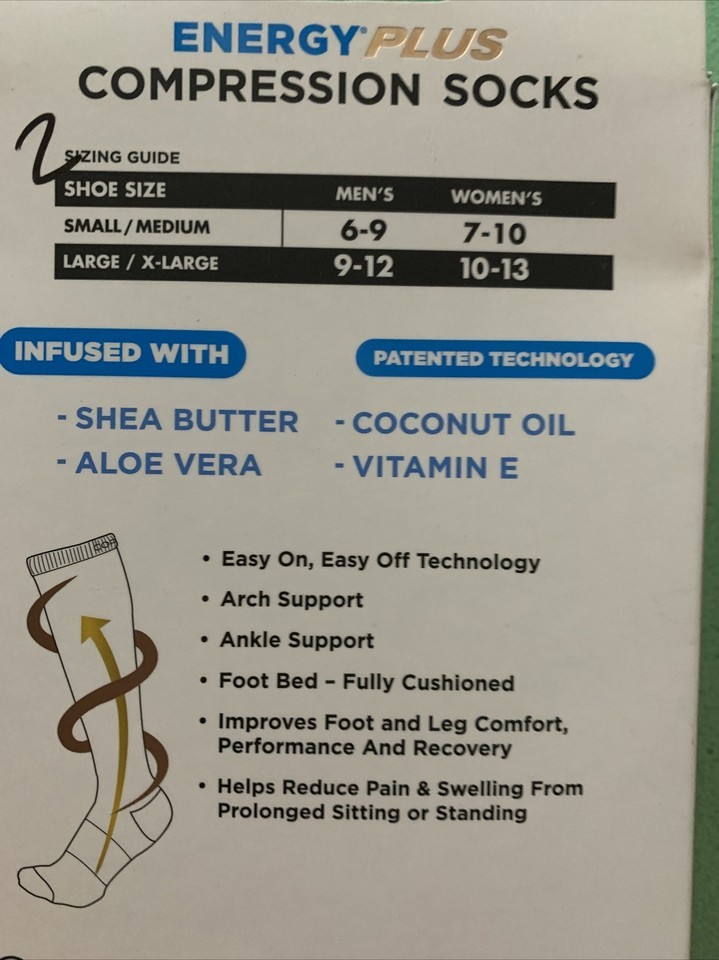 ENERGY PLUS
COMPRESSION SOCKS
2
SIZING GUIDE
SHOE SIZE MEN'S WOMEN'S
SMALL/MEDIUM 6-9 7-10
LARGE / X-LARGE 9-12 10-13
INFUSED WITH
- SHEA BUTTER
- ALOE VERA
PATENTED TECHNOLOGY
- COCONUT OIL
- VITAMIN E
• Easy On, Easy Off Technology
• Arch Support
• Ankle Support
• Foot Bed – Fully Cushioned
• Improves Foot and Leg Comfort,
Performance And Recovery
• Helps Reduce Pain & Swelling From
Prolonged Sitting or Standing